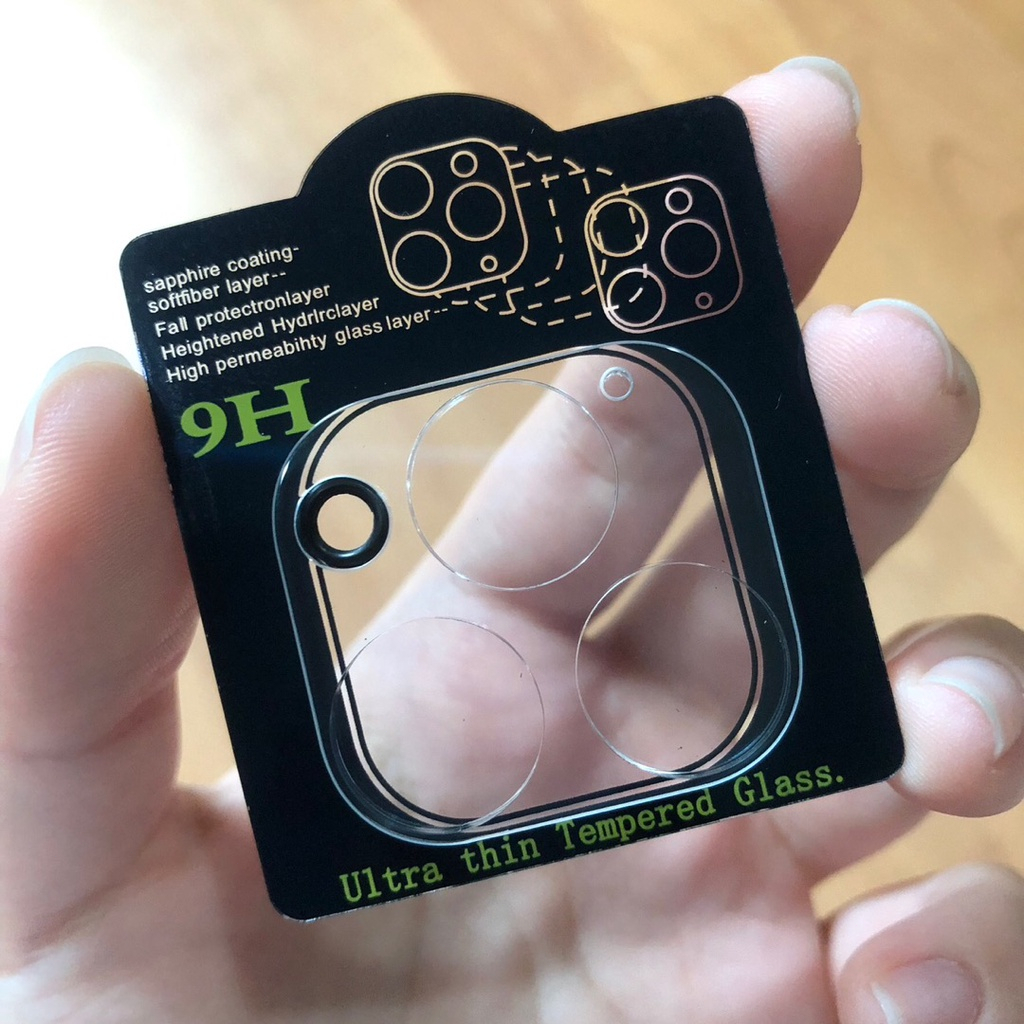 sapphire coating-
softfiber layer--
Fall protectronlayer
Heightened Hydrlrclayer
High permeabihty glass layer--
9H
Ultra thin Tempered Glass.